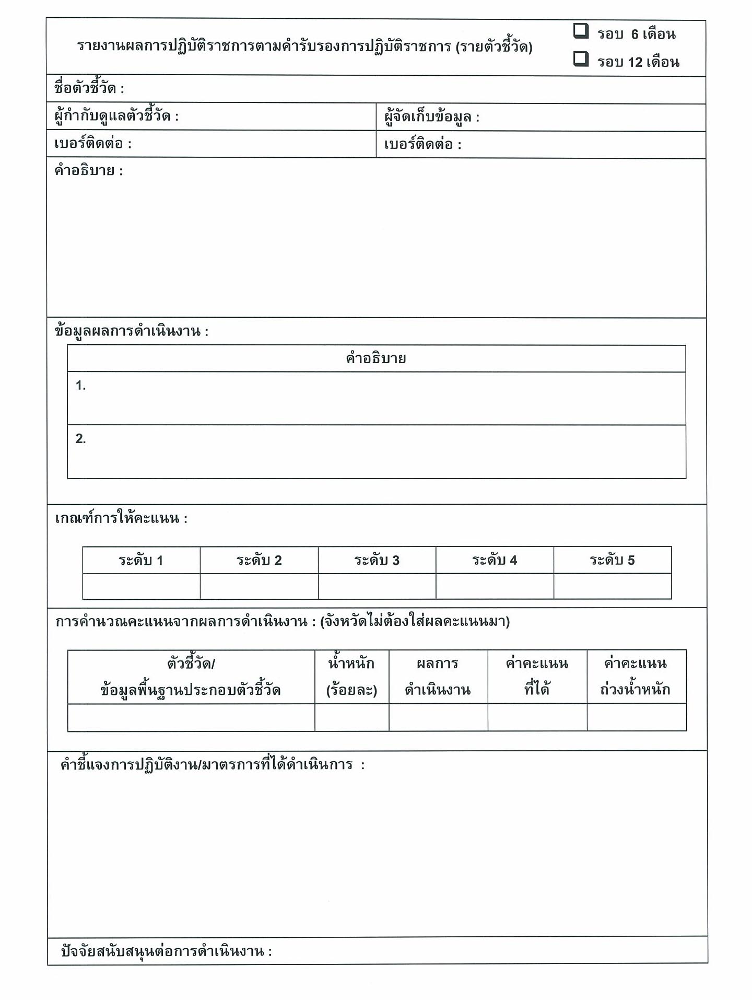 รายงานผลการปฏิบัติราชการตามคำรับรองการปฏิบัติราชการ (รายตัวชี้วัด)
รอบ 6 เดือน
รอบ 12 เดือน
ชื่อตัวชี้วัด :
ผู้กำกับดูแลตัวชี้วัด : ผู้จัดเก็บข้อมูล :
เบอร์ติดต่อ : เบอร์ติดต่อ :
คำอธิบาย :
ข้อมูลผลการดำเนินงาน :
คำอธิบาย
1.
2.
เกณฑ์การให้คะแนน :
ระดับ 1 ระดับ 2 ระดับ 3 ระดับ 4 ระดับ 5
การคำนวณคะแนนจากผลการดำเนินงาน : (จังหวัดไม่ต้องใส่ผลคะแนนมา)
ตัวชี้วัด/ น้ำหนัก ผลการ ค่าคะแนน ค่าคะแนน
ข้อมูลพื้นฐานประกอบตัวชี้วัด (ร้อยละ) ดำเนินงาน ที่ได้ ถ่วงน้ำหนัก
คำชี้แจงการปฏิบัติงาน/มาตรการที่ได้ดำเนินการ :
ปัจจัยสนับสนุนต่อการดำเนินงาน :